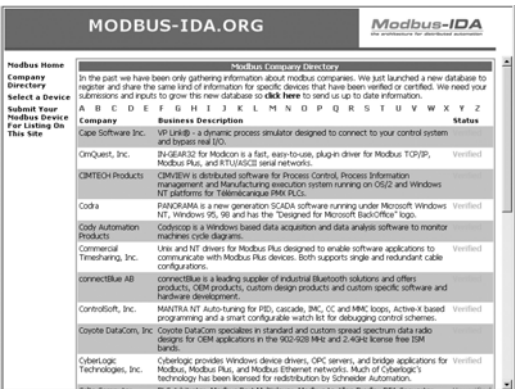 MODBUS-IDA.ORG
Modbus-IDA
the architecture for distributed automation
Modbus Home
Company
Directory
Select a Device
Submit Your
Modbus Device
For Listing On
This Site
Modbus Company Directory
In the past we have been only gathering information about modbus companies. We just launched a new database to
register and share the same kind of information for specific devices that have been verified or certified. We need your
submissions and inputs to grow this new database so click here to send us up to date information.
A B C D E F G H I J K L M N O P Q R S T U V W X Y Z
Company Business Description Status
Cape Software Inc. VP Link® - a dynamic process simulator designed to connect to your control system
and bypass real I/O.
CimQuest, Inc. IN-GEAR32 for Modicon is a fast, easy-to-use, plug-in driver for Modbus TCP/IP, Verified
Modbus Plus, and RTU/ASCII serial networks.
CIMTECH Products CIMVIEW is distributed software for Process Control, Process Information
management and Manufacturing execution system running on OS/2 and Windows
NT platforms for Télémécanique PMX PLCs.
Codra PANORAMA is a new generation SCADA software running under Microsoft Windows Verified
NT, Windows 95, 98 and has the "Designed for Microsoft BackOffice" logo.
Cody Automation Codyscop is a Windows based data acquisition and data analysis software to monitor
Products machines cycle diagrams.
Commercial Unix and NT drivers for Modbus Plus designed to enable software applications to Verified
Timesharing, Inc. communicate with Modbus Plus devices. Both supports single and redundant cable
configurations.
connectBlue AB connectBlue is a leading supplier of industrial Bluetooth solutions and offers
products, OEM products, custom design products and custom specific software and
hardware development.
ControlSoft, Inc. MANTRA NT Auto-tuning for PID, cascade, IMC, CC and MMC loops, Active-X based Verified
programming and a smart configurable watch list for debugging control schemes.
Coyote DataCom, Inc Coyote DataCom specializes in standard and custom spread spectrum data radio
designs for OEM applications in the 902-928 MHz and 2.4GHz license free ISM
bands.
CyberLogic Cyberlogic provides Windows device drivers, OPC servers, and bridge applications for Verified
Technologies, Inc. Modbus, Modbus Plus, and Modbus Ethernet networks. Much of Cyberlogic's
technology has been licensed for redistribution by Schneider Automation.